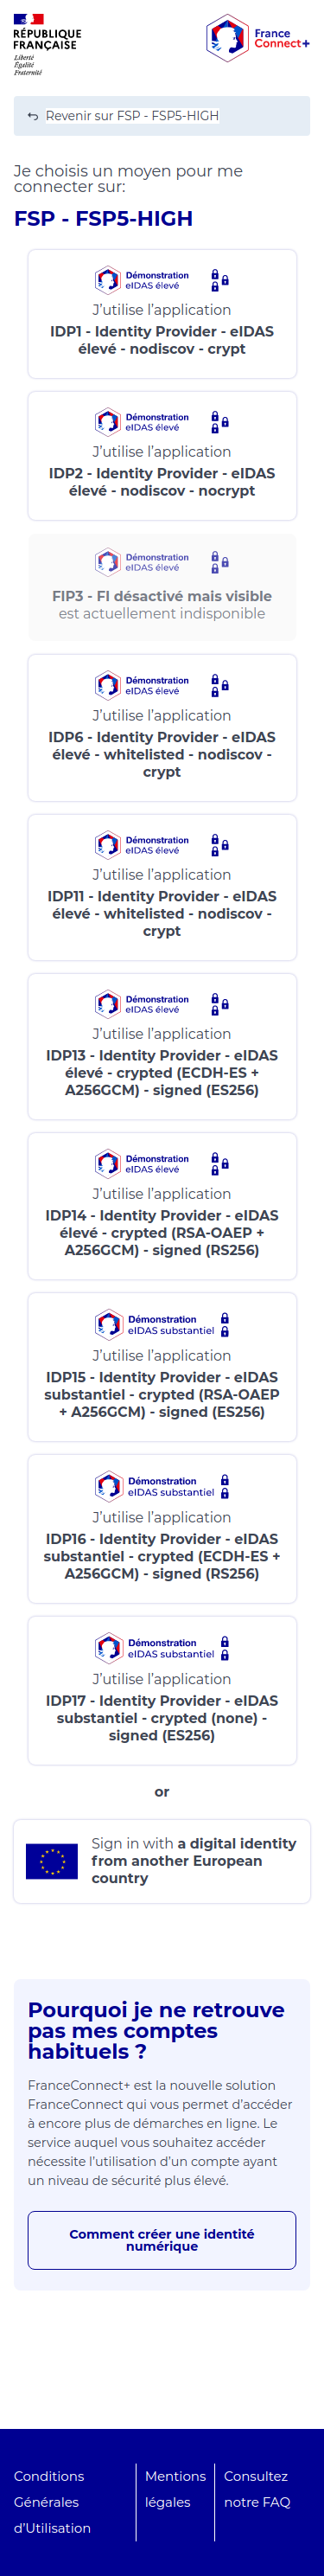 RÉPUBLIQUE
FRANÇAISE
Liberté
Égalité
Fraternité
France
Connect+
Revenir sur FSP - FSP5-HIGH
Je choisis un moyen pour me
connecter sur:
FSP - FSP5-HIGH
Démonstration
eIDAS élevé
J’utilise l’application
IDP1 - Identity Provider - eIDAS
élevé - nodiscov - crypt
Démonstration
eIDAS élevé
J’utilise l’application
IDP2 - Identity Provider - eIDAS
élevé - nodiscov - nocrypt
Démonstration
eIDAS élevé
FIP3 - FI désactivé mais visible
est actuellement indisponible
Démonstration
eIDAS élevé
J’utilise l’application
IDP6 - Identity Provider - eIDAS
élevé - whitelisted - nodiscov -
crypt
Démonstration
eIDAS élevé
J’utilise l’application
IDP11 - Identity Provider - eIDAS
élevé - whitelisted - nodiscov -
crypt
Démonstration
eIDAS élevé
J’utilise l’application
IDP13 - Identity Provider - eIDAS
élevé - crypted (ECDH-ES +
A256GCM) - signed (ES256)
Démonstration
eIDAS élevé
J’utilise l’application
IDP14 - Identity Provider - eIDAS
élevé - crypted (RSA-OAEP +
A256GCM) - signed (RS256)
Démonstration
eIDAS substantiel
J’utilise l’application
IDP15 - Identity Provider - eIDAS
substantiel - crypted (RSA-OAEP
+ A256GCM) - signed (ES256)
Démonstration
eIDAS substantiel
J’utilise l’application
IDP16 - Identity Provider - eIDAS
substantiel - crypted (ECDH-ES +
A256GCM) - signed (RS256)
Démonstration
eIDAS substantiel
J’utilise l’application
IDP17 - Identity Provider - eIDAS
substantiel - crypted (none) -
signed (ES256)
or
Sign in with a digital identity
from another European
country
Pourquoi je ne retrouve
pas mes comptes
habituels ?
FranceConnect+ est la nouvelle solution
FranceConnect qui vous permet d’accéder
à encore plus de démarches en ligne. Le
service auquel vous souhaitez accéder
nécessite l’utilisation d’un compte ayant
un niveau de sécurité plus élevé.
Comment créer une identité
numérique
Conditions
Générales
d’Utilisation
Mentions
légales
Consultez
notre FAQ